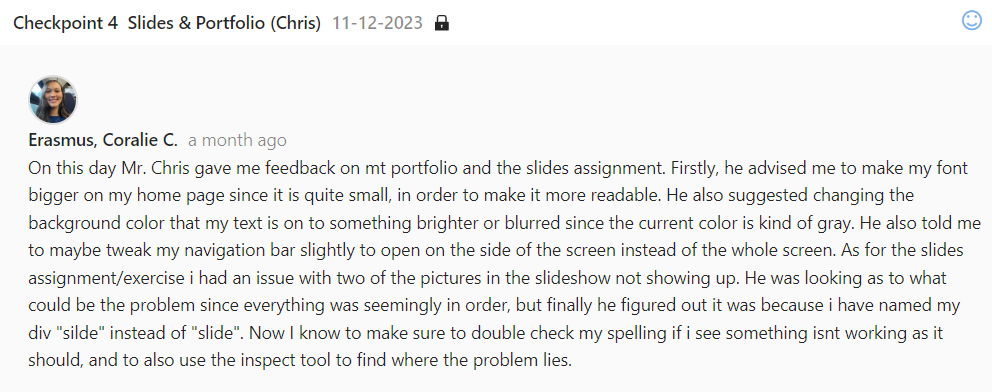 Checkpoint 4 Slides & Portfolio (Chris) 11-12-2023
Erasmus, Coralie C. a month ago
On this day Mr. Chris gave me feedback on mt portfolio and the slides assignment. Firstly, he advised me to make my font
bigger on my home page since it is quite small, in order to make it more readable. He also suggested changing the
background color that my text is on to something brighter or blurred since the current color is kind of gray. He also told me
to maybe tweak my navigation bar slightly to open on the side of the screen instead of the whole screen. As for the slides
assignment/exercise i had an issue with two of the pictures in the slideshow not showing up. He was looking as to what
could be the problem since everything was seemingly in order, but finally he figured out it was because i have named my
div "silde" instead of "slide". Now I know to make sure to double check my spelling if i see something isnt working as it
should, and to also use the inspect tool to find where the problem lies.